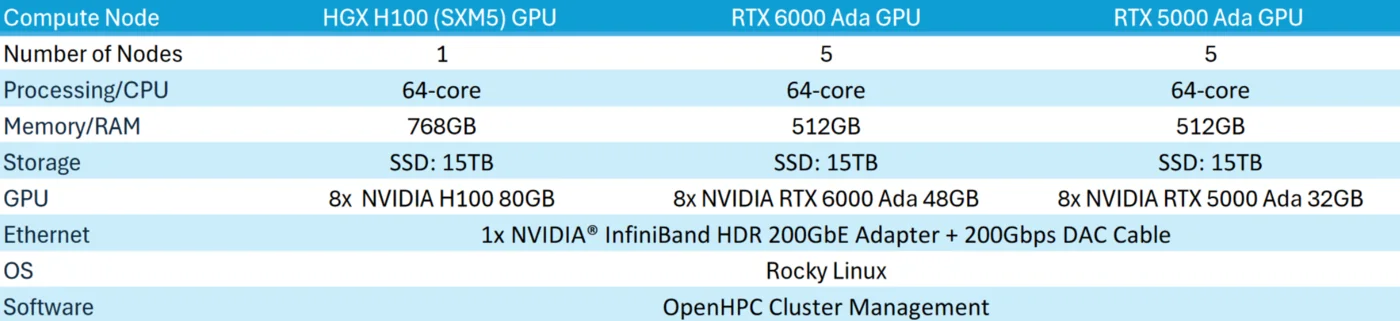 Compute Node HGX H100 (SXM5) GPU RTX 6000 Ada GPU RTX 5000 Ada GPU
Number of Nodes 1 5 5
Processing/CPU 64-core 64-core 64-core
Memory/RAM 768GB 512GB 512GB
Storage SSD: 15TB SSD: 15TB SSD: 15TB
GPU 8x NVIDIA H100 80GB 8x NVIDIA RTX 6000 Ada 48GB 8x NVIDIA RTX 5000 Ada 32GB
Ethernet 1x NVIDIA® InfiniBand HDR 200GbE Adapter + 200Gbps DAC Cable
OS Rocky Linux
Software OpenHPC Cluster Management